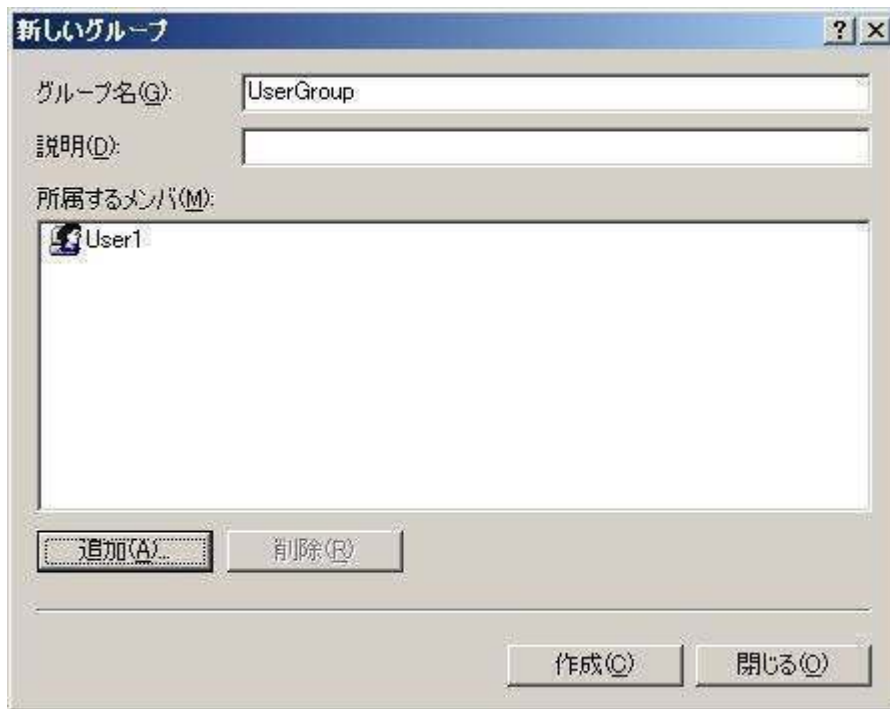 新しいグループ
グループ名(G):
UserGroup
説明(D):
所属するメンバ(M):
User1
追加(A)...
削除(R)
作成(C)
閉じる(O)